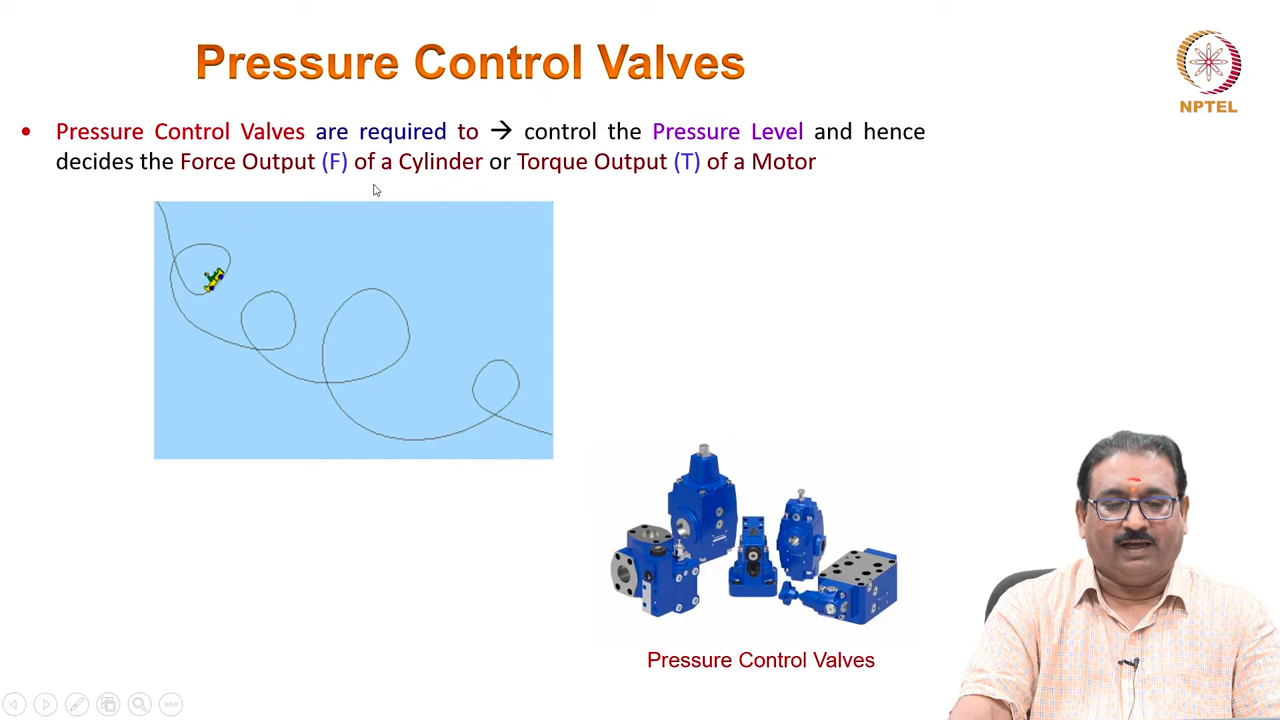 Pressure Control Valves
NPTEL
• Pressure Control Valves are required to → control the Pressure Level and hence
decides the Force Output (F) of a Cylinder or Torque Output (T) of a Motor
Pressure Control Valves